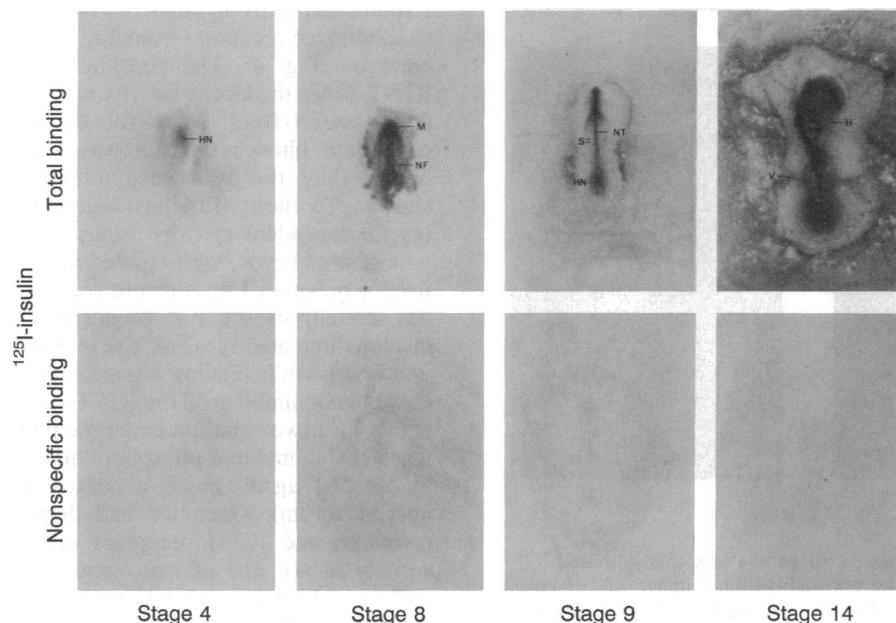 Total binding
HN
M
NF
S
NT
HN
H
V
125I-insulin
Nonspecific binding
Stage 4
Stage 8
Stage 9
Stage 14